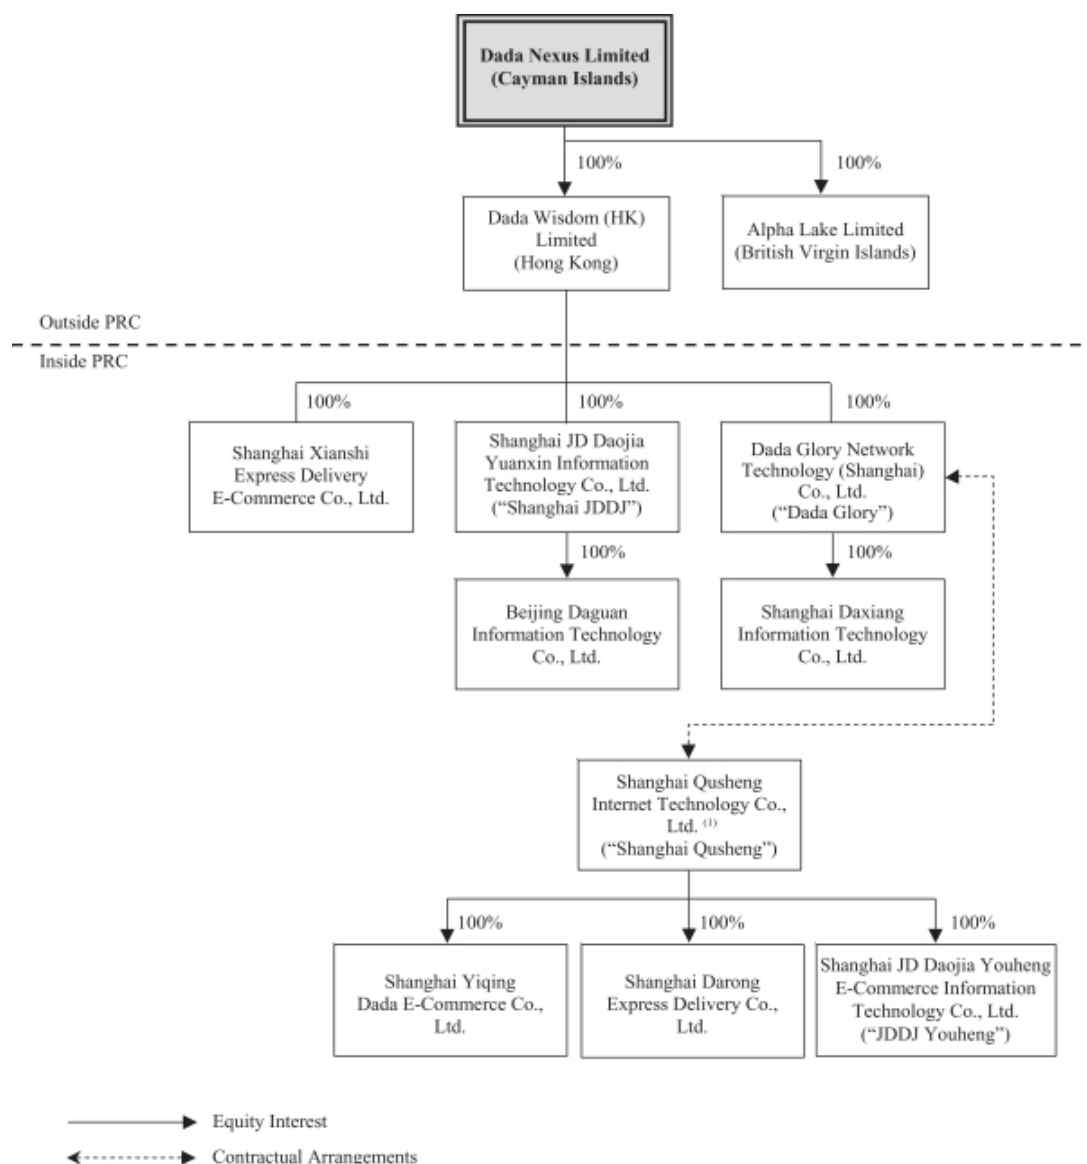 Dada Nexus Limited
(Cayman Islands)
100%
100%
Dada Wisdom (HK)
Limited
(Hong Kong)
Alpha Lake Limited
(British Virgin Islands)
Outside PRC
Inside PRC
100%
100%
100%
Shanghai Xianshi
Express Delivery
E-Commerce Co., Ltd.
Shanghai JD Daojia
Yuanxin Information
Technology Co., Ltd.
(“Shanghai JDDJ”)
Dada Glory Network
Technology (Shanghai)
Co., Ltd.
(“Dada Glory”)
100%
100%
Beijing Daguan
Information Technology
Co., Ltd.
Shanghai Daxiang
Information Technology
Co., Ltd.
Shanghai Qusheng
Internet Technology Co.,
Ltd. (1)
(“Shanghai Qusheng”)
100%
100%
100%
Shanghai Yiqing
Dada E-Commerce Co.,
Ltd.
Shanghai Darong
Express Delivery Co.,
Ltd.
Shanghai JD Daojia Youheng
E-Commerce Information
Technology Co., Ltd.
(“JDDJ Youheng”)
Equity Interest
Contractual Arrangements